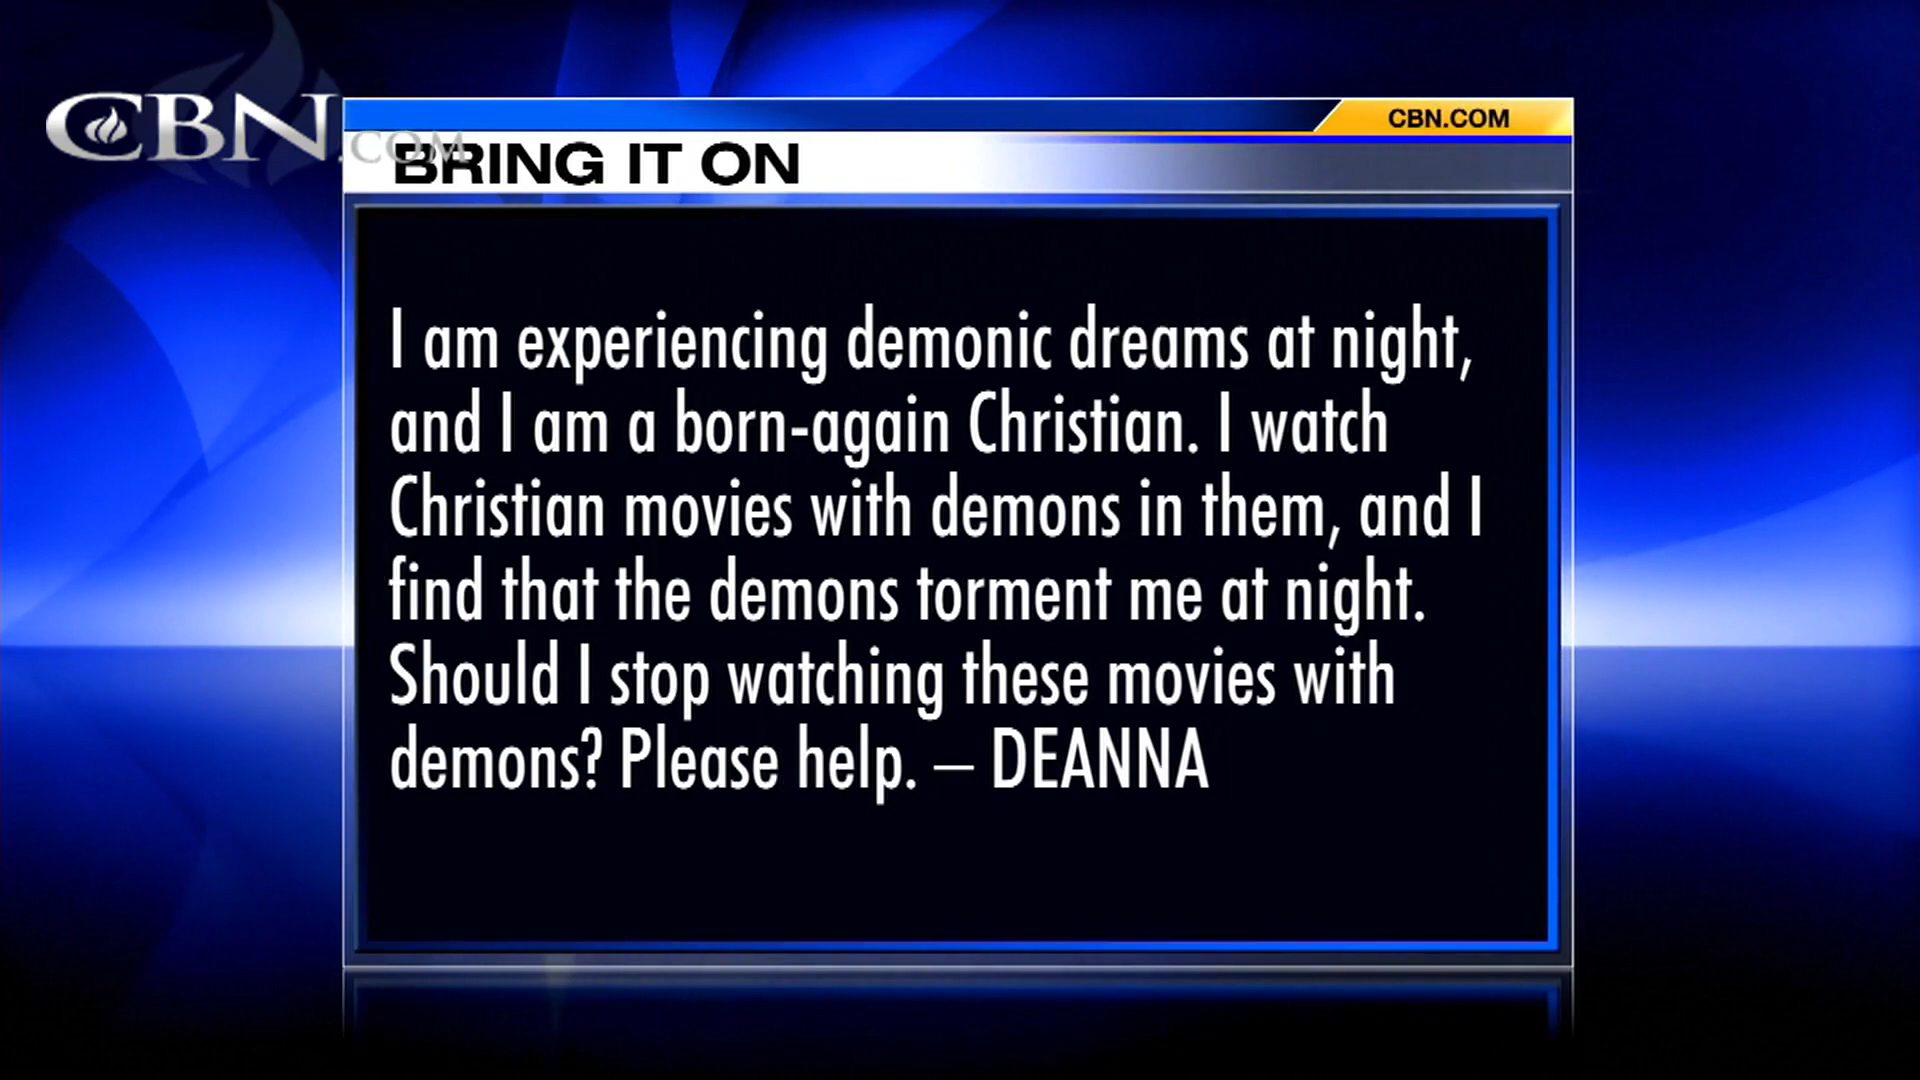 CBN.COM
CBN.COM
BRING IT ON
I am experiencing demonic dreams at night,
and I am a born-again Christian. I watch
Christian movies with demons in them, and I
find that the demons torment me at night.
Should I stop watching these movies with
demons? Please help. – DEANNA